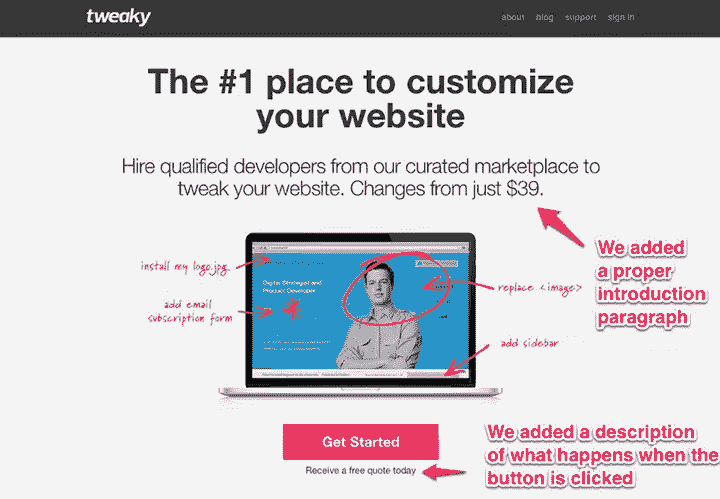 tweaky
about blog support sign in
The #1 place to customize
your website
Hire qualified developers from our curated marketplace to
tweak your website. Changes from just $39.
We added
a proper
introduction
paragraph
install my logo.jpg
Digital Strategist and
Product Developer
add email
subscription form
replace <image>
add sidebar
Get Started
Receive a free quote today
We added a description
of what happens when the
button is clicked